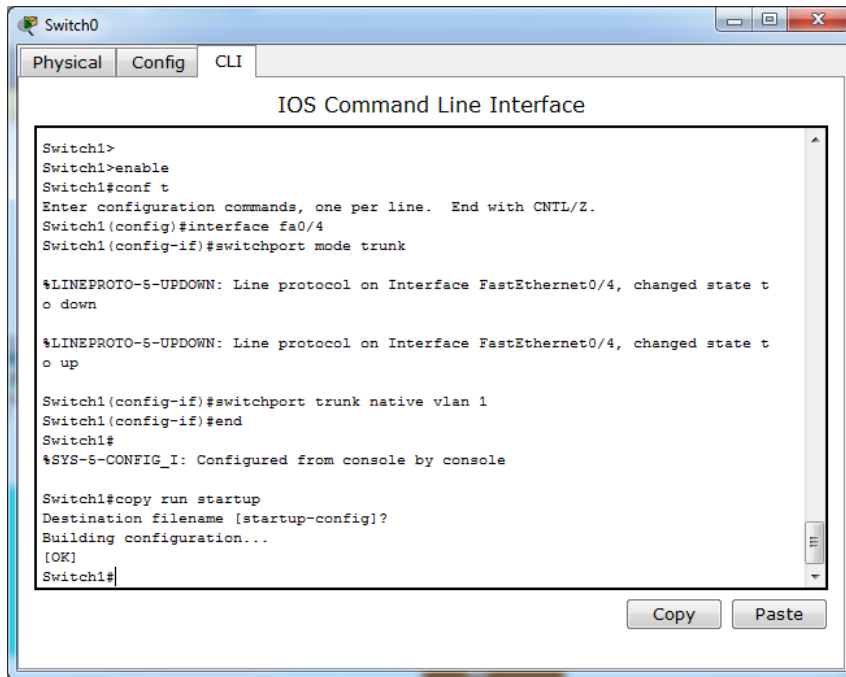 Switch0
Physical Config CLI
IOS Command Line Interface
Switch1>
Switch1>enable
Switch1#conf t
Enter configuration commands, one per line.  End with CNTL/Z.
Switch1(config)#interface fa0/4
Switch1(config-if)#switchport mode trunk
%LINEPROTO-5-UPDOWN: Line protocol on Interface FastEthernet0/4, changed state t
o down
%LINEPROTO-5-UPDOWN: Line protocol on Interface FastEthernet0/4, changed state t
o up
Switch1(config-if)#switchport trunk native vlan 1
Switch1(config-if)#end
Switch1#
%SYS-5-CONFIG_I: Configured from console by console
Switch1#copy run startup
Destination filename [startup-config]?
Building configuration...
[OK]
Switch1#
Copy Paste